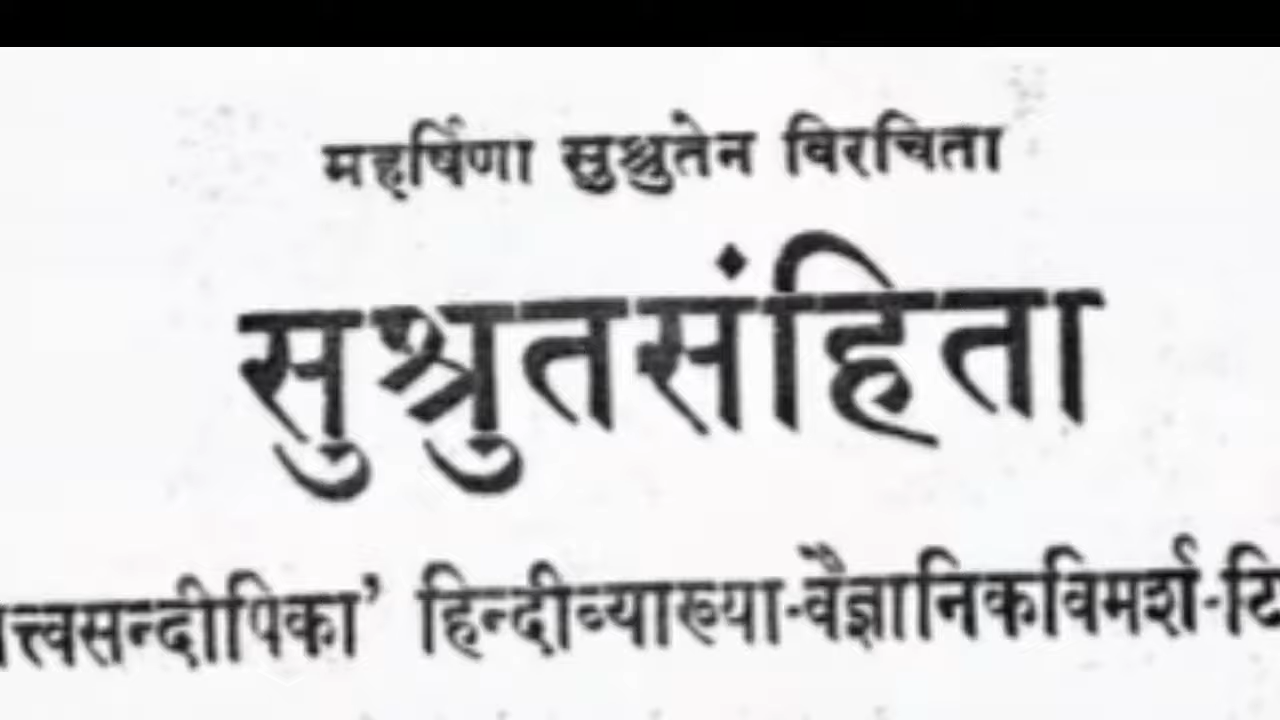 महर्षिणा सुश्रुतेन विरचिता
सुश्रुतसंहिता
त्त्वसन्दीपिका’ हिन्दीव्याख्या-वैज्ञानिकविमर्श-टि